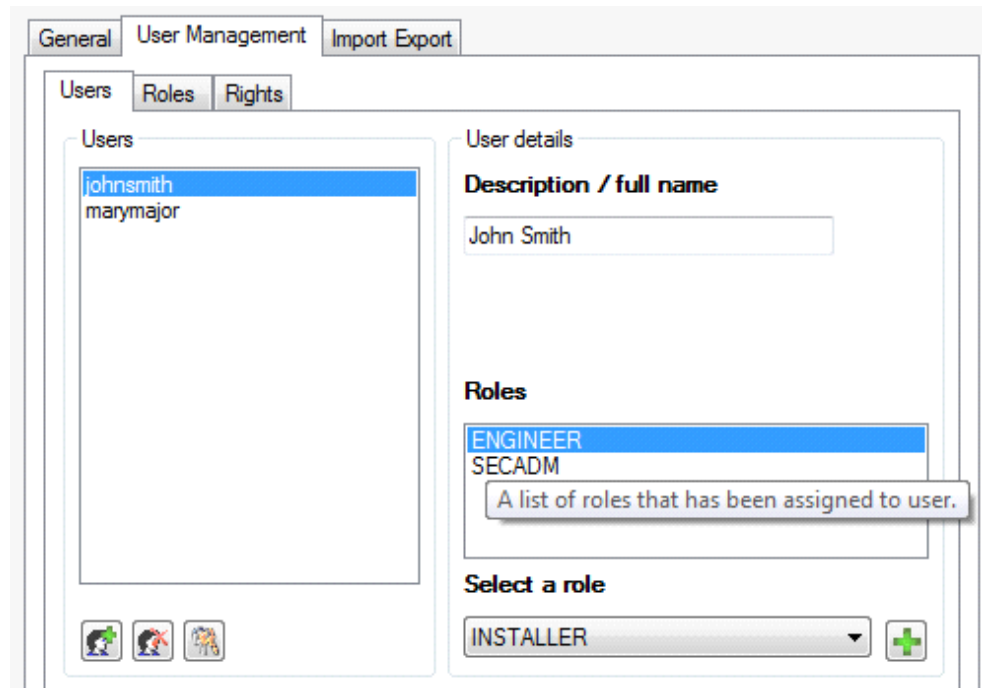 General User Management Import Export
Users Roles Rights
Users
johnsmith
marymajor
User details
Description / full name
John Smith
Roles
ENGINEER
SECADM
A list of roles that has been assigned to user.
Select a role
INSTALLER